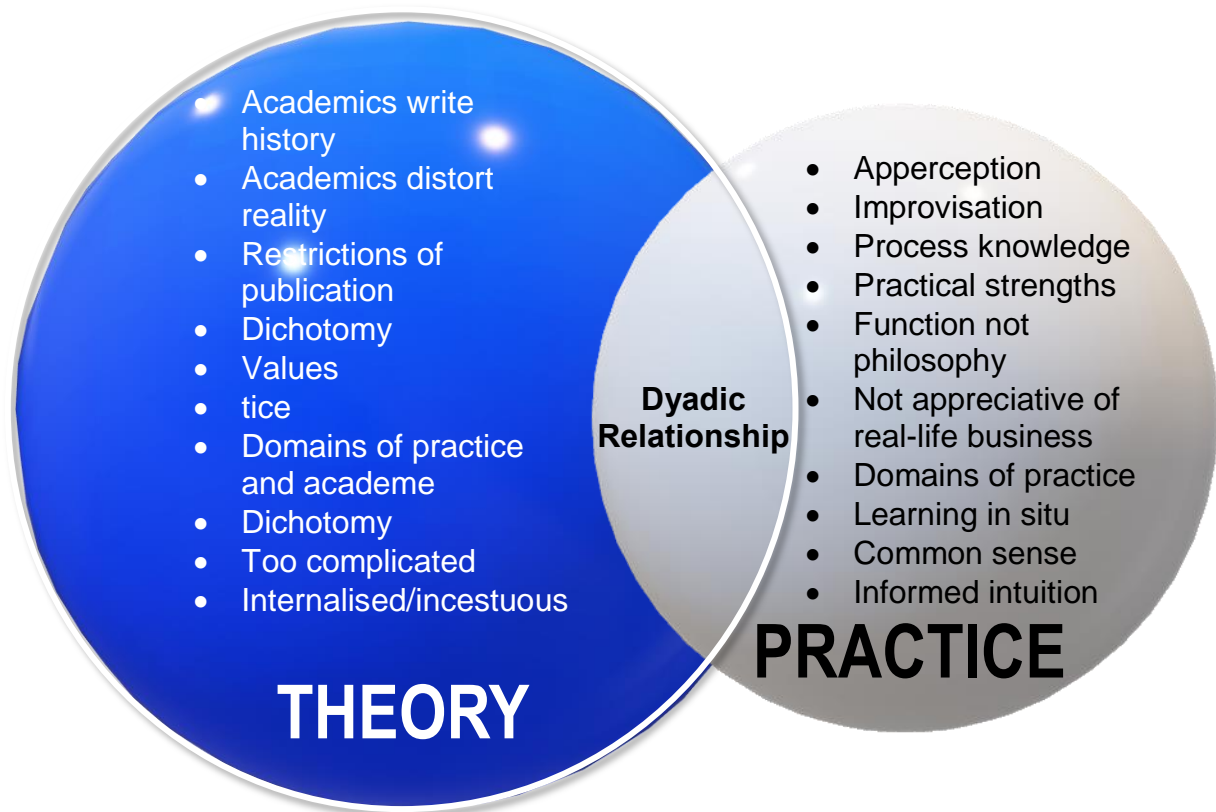 • Academics write
history
• Academics distort
reality
• Restrictions of
publication
• Dichotomy
• Values
• tice
• Domains of practice
and academe
• Dichotomy
• Too complicated
• Internalised/incestuous
THEORY
Dyadic
Relationship
• Apperception
• Improvisation
• Process knowledge
• Practical strengths
• Function not
philosophy
• Not appreciative of
real-life business
• Domains of practice
• Learning in situ
• Common sense
• Informed intuition
PRACTICE